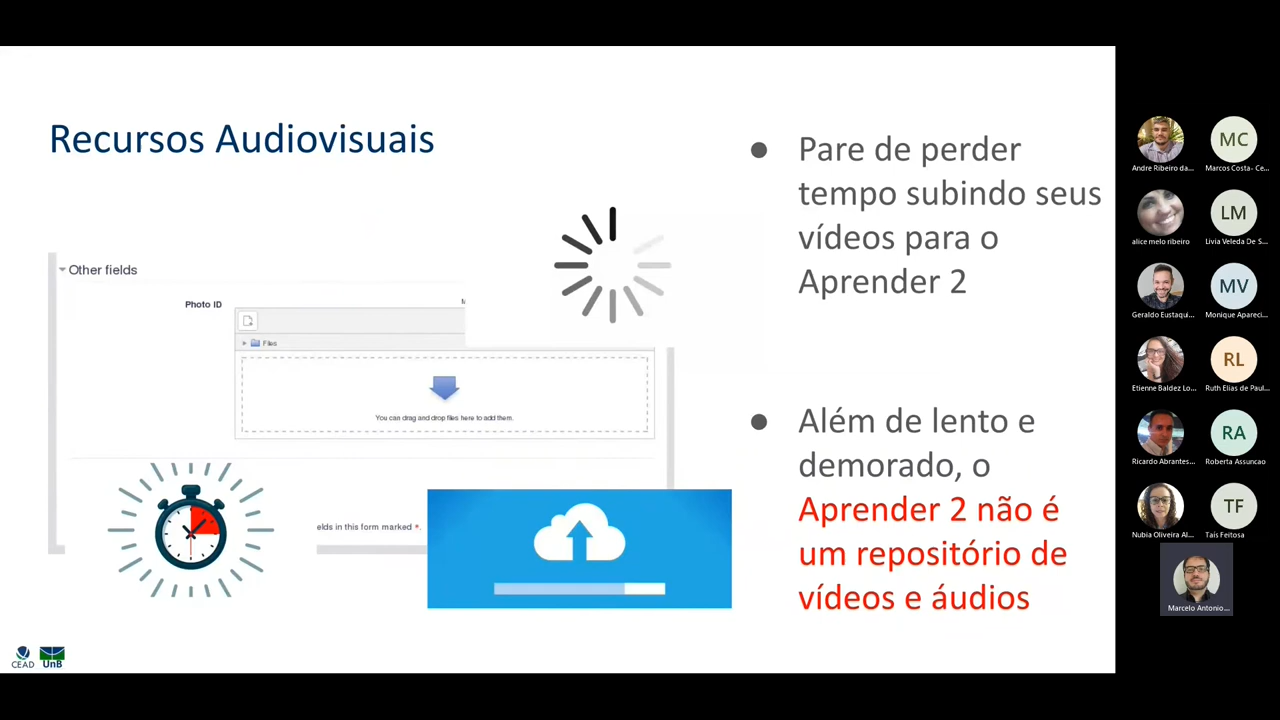 Recursos Audiovisuais
Other fields
Photo ID
Files
You can drag and drop files here to add them.
elds in this form marked *.
Pare de perder
tempo subindo seus
vídeos para o
Aprender 2
Além de lento e
demorado, o
Aprender 2 não é
um repositório de
vídeos e áudios
CEAD
UnB
MC
Andre Ribeiro da...
Marcos Costa- Ce...
LM
alice melo ribeiro
Livia Veleda De S...
MV
Geraldo Eustaqui...
Monique Apareci...
RL
Etienne Baldez Lo...
Ruth Elias de Paul...
RA
Ricardo Abrantes...
Roberta Assuncao
TF
Nubia Oliveira Al...
Taís Feitosa
Marcelo Antonio...